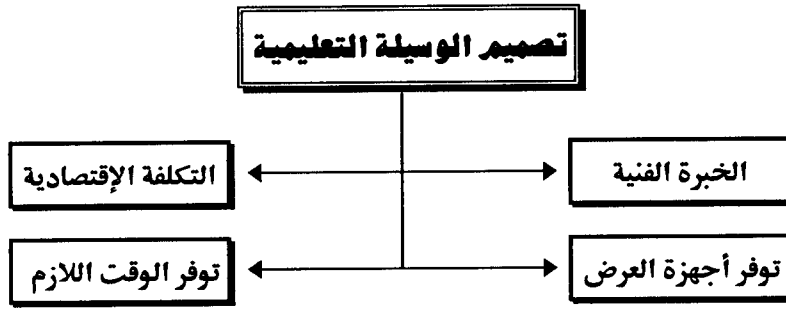 تصميم الوسيلة التعليمية
الخبرة الفنية
التكلفة الإقتصادية
توفر أجهزة العرض
توفر الوقت اللازم